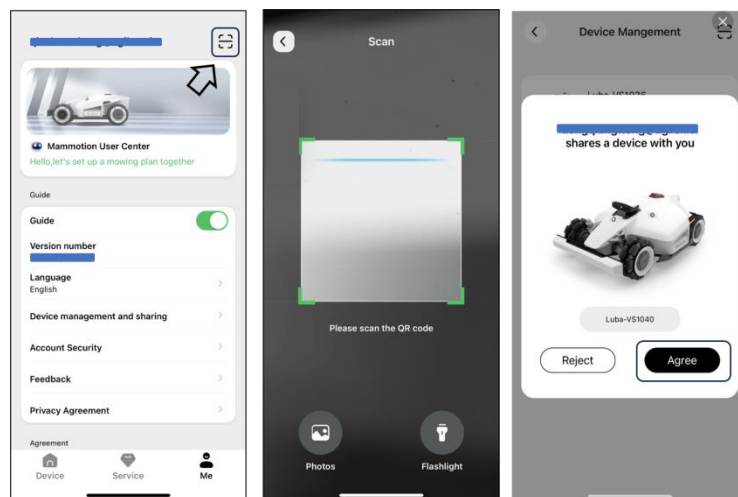 Mammotion User Center
Hello,let's set up a mowing plan together
Guide
Guide
Version number
Language
English
Device management and sharing
Account Security
Feedback
Privacy Agreement
Agreement
Device
Service
Me
Scan
Please scan the QR code
Photos
Flashlight
Device Mangement
shares a device with you
Luba-VS1040
Reject
Agree